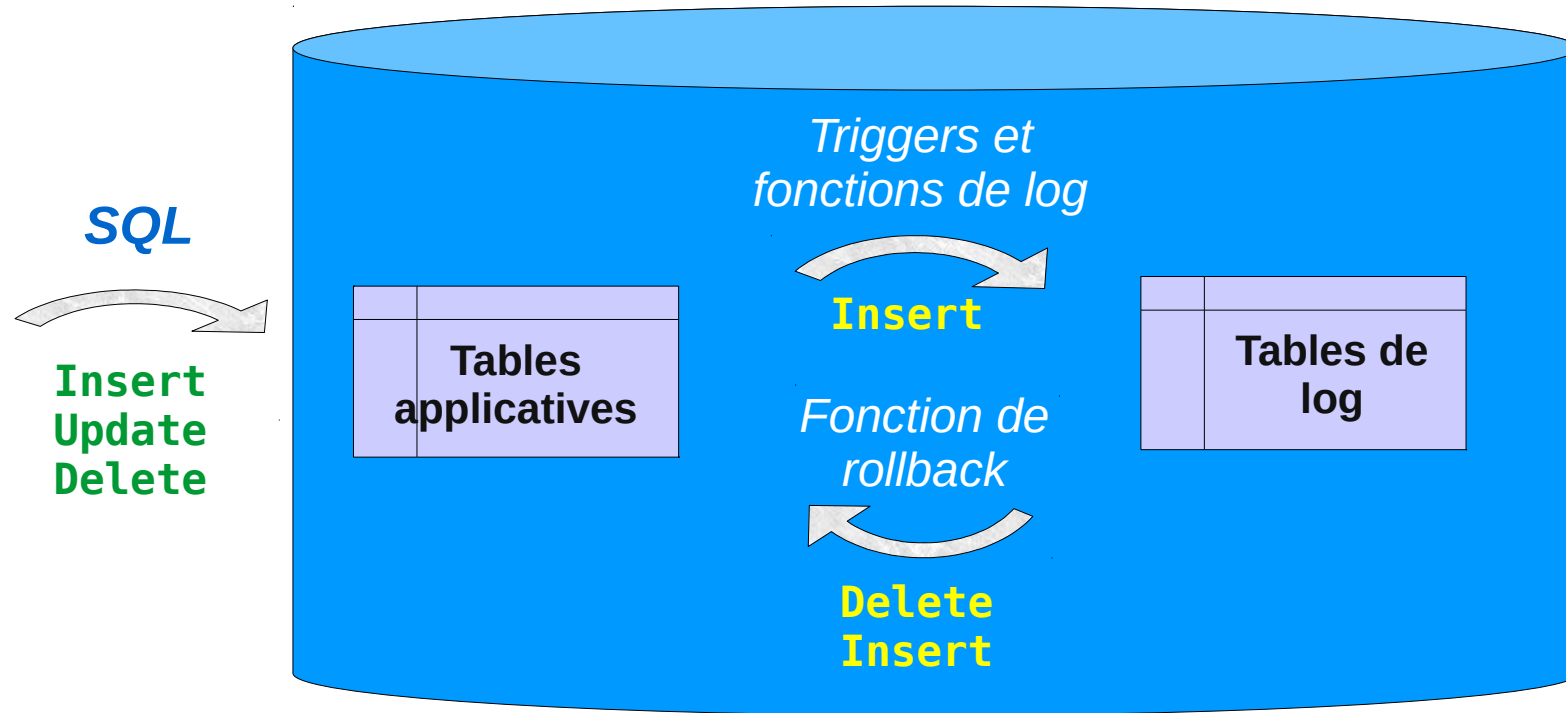 SQL
Insert
Update
Delete
Tables
applicatives
Triggers et
fonctions de log
Insert
Fonction de
rollback
Delete
Insert
Tables de
log